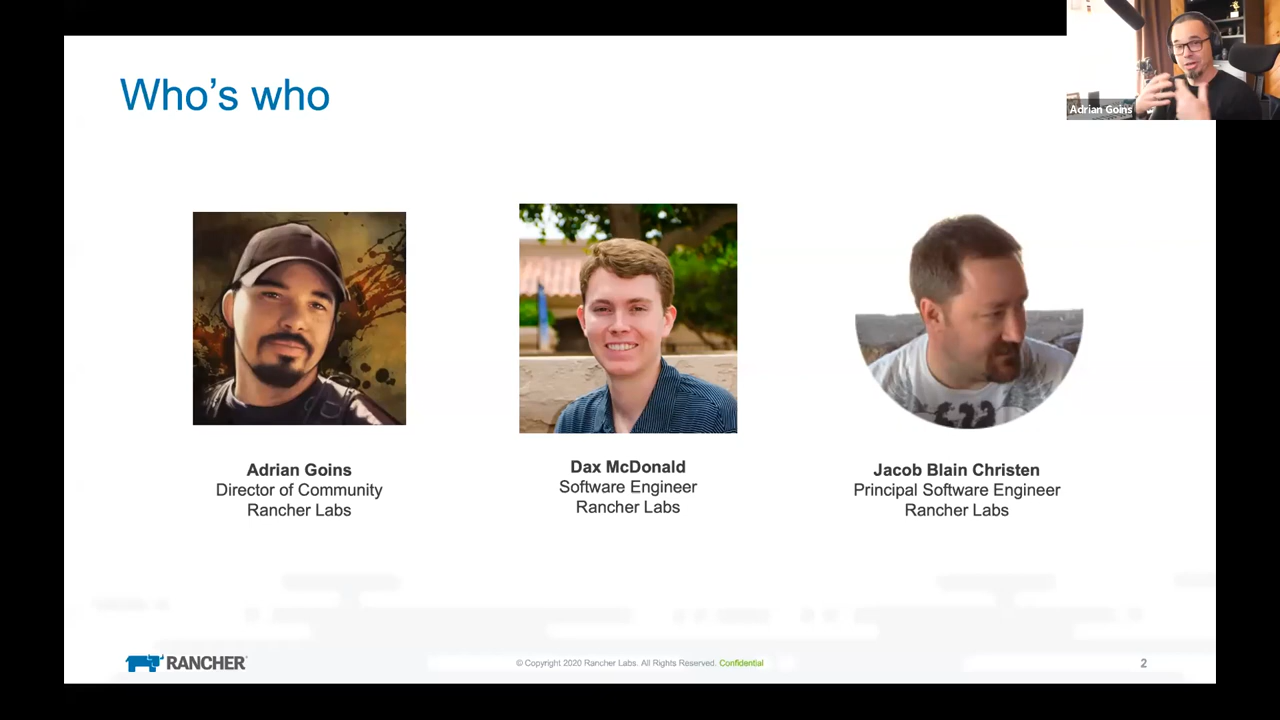 Who's who
Adrian Goins
Adrian Goins
Director of Community
Rancher Labs
Dax McDonald
Software Engineer
Rancher Labs
Jacob Blain Christen
Principal Software Engineer
Rancher Labs
RANCHER
© Copyright 2020 Rancher Labs. All Rights Reserved. Confidential
2